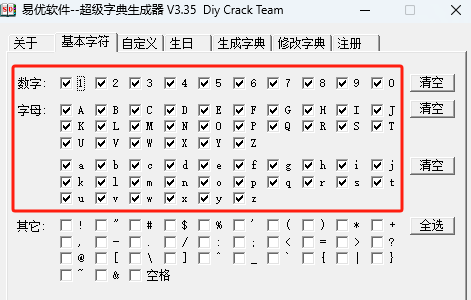 易优软件--超级字典生成器 V3.35 Diy Crack Team
关于 基本字符 自定义 生日 生成字典 修改字典 注册
数字: 1 2 3 4 5 6 7 8 9 0 清空
字母: A B C D E F G H I J 清空
K L M N O P Q R S T
U V W X Y Z
a b c d e f g h i j 清空
k l m n o p q r s t
u v w x y z
其它: ! " # $ % ' ( ) * + 全选
, - . / : ; < = > ?
@ [ \ ] ^ _ ` { | }
~ & 空格